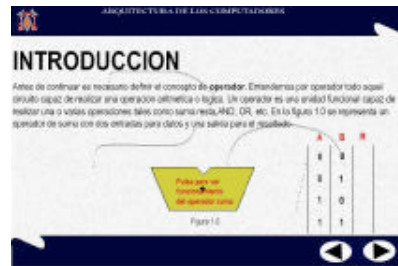 ARQUITECTURA DE LOS COMPUTADORES
INTRODUCCION
Antes de continuar es necesario definir el concepto de operador. Entendemos por operador todo aquel
circuito capaz de realizar una operación aritmetica o lógica. Un operador es una unidad funcional capaz de
realizar una o varias operaciones tales como suma resta,AND, OR, etc. En la figura 1.0 se representa un
operador de suma con dos entradas para datos y una salida para el resultado
A B R
0 0
0 1
1 0
1 1
Pulsa para ver
funcionamiento
del operador suma
Figura 1.0